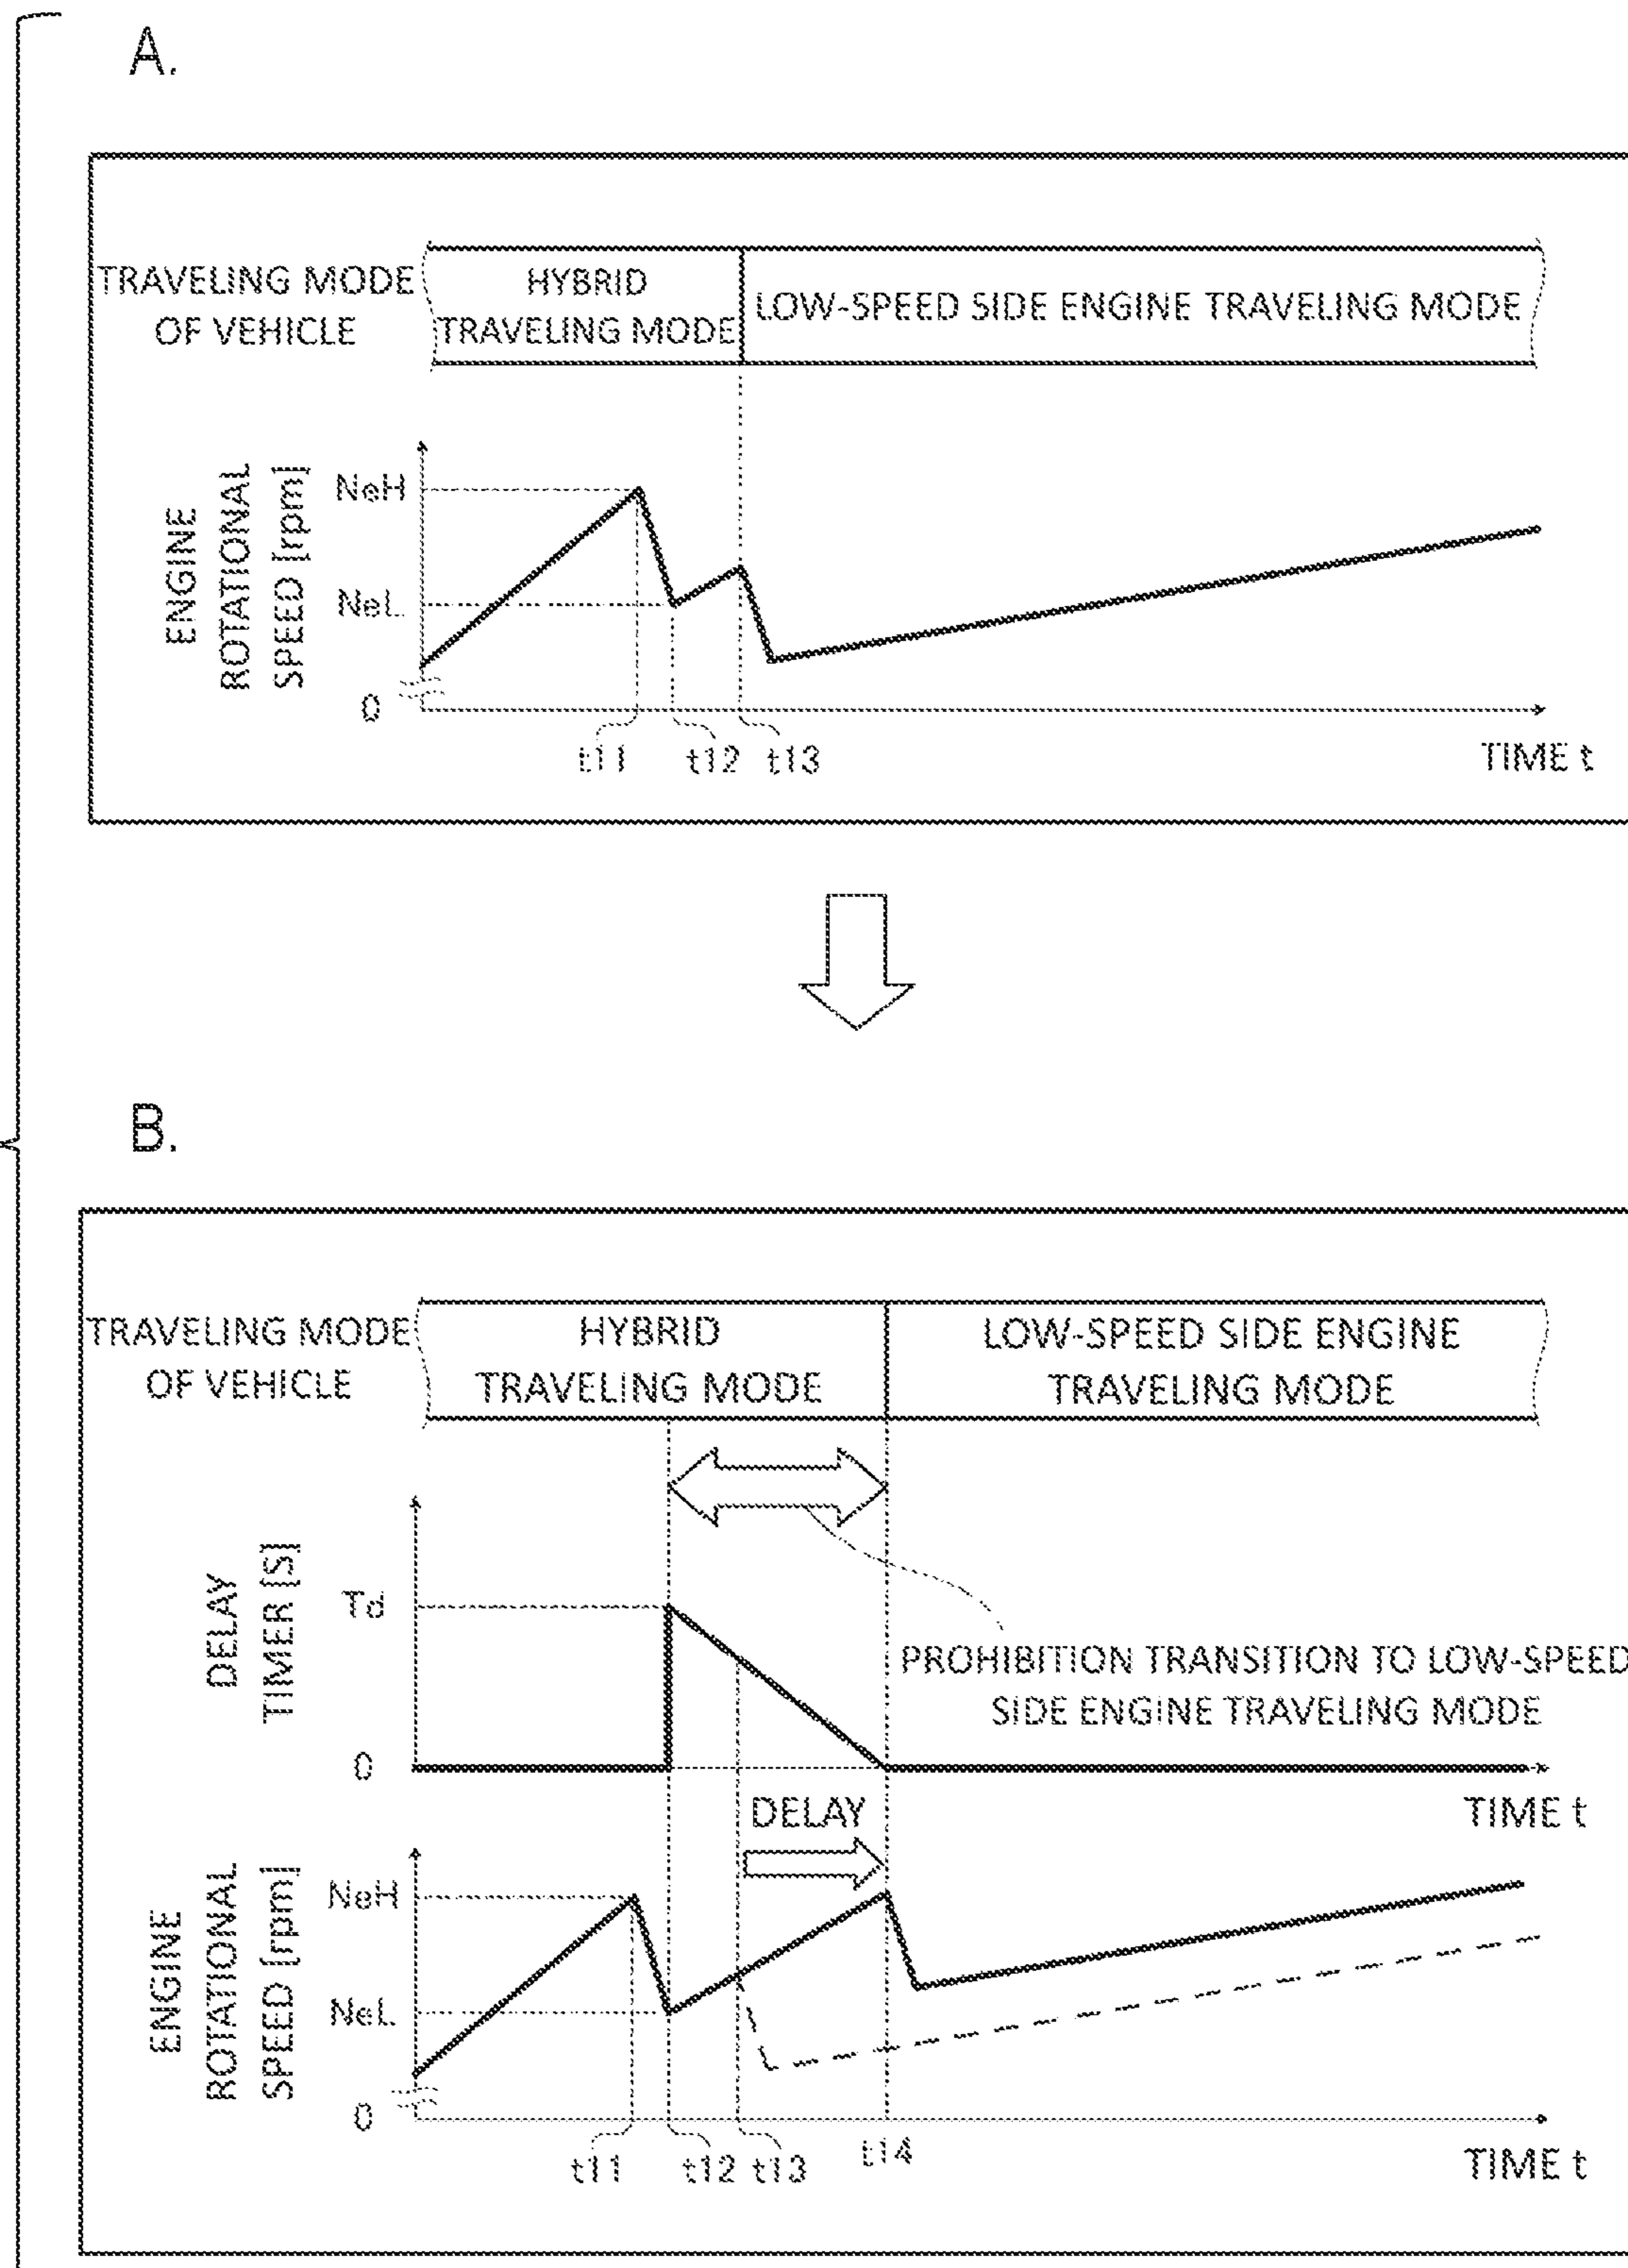 A.
TRAVELING MODE
OF VEHICLE
HYBRID
TRAVELING MODE
LOW-SPEED SIDE ENGINE TRAVELING MODE
ENGINE
ROTATIONAL
SPEED [rpm]
NeH
NeL
0
t11
t12
t13
TIME t
B.
TRAVELING MODE
OF VEHICLE
HYBRID
TRAVELING MODE
LOW-SPEED SIDE ENGINE
TRAVELING MODE
DELAY
TIMER [S]
Td
0
PROHIBITION TRANSITION TO LOW-SPEED
SIDE ENGINE TRAVELING MODE
TIME t
DELAY
ENGINE
ROTATIONAL
SPEED [rpm]
NeH
NeL
0
t11
t12
t13
t14
TIME t